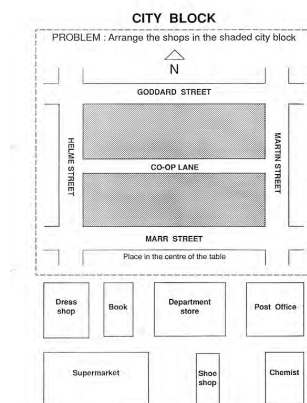 CITY BLOCK
PROBLEM : Arrange the shops in the shaded city block
N
GODDARD STREET
HELME STREET
MARTIN STREET
CO-OP LANE
MARR STREET
Place in the centre of the table
Dress
shop
Book
Department
store
Post Office
Supermarket
Shoe
shop
Chemist